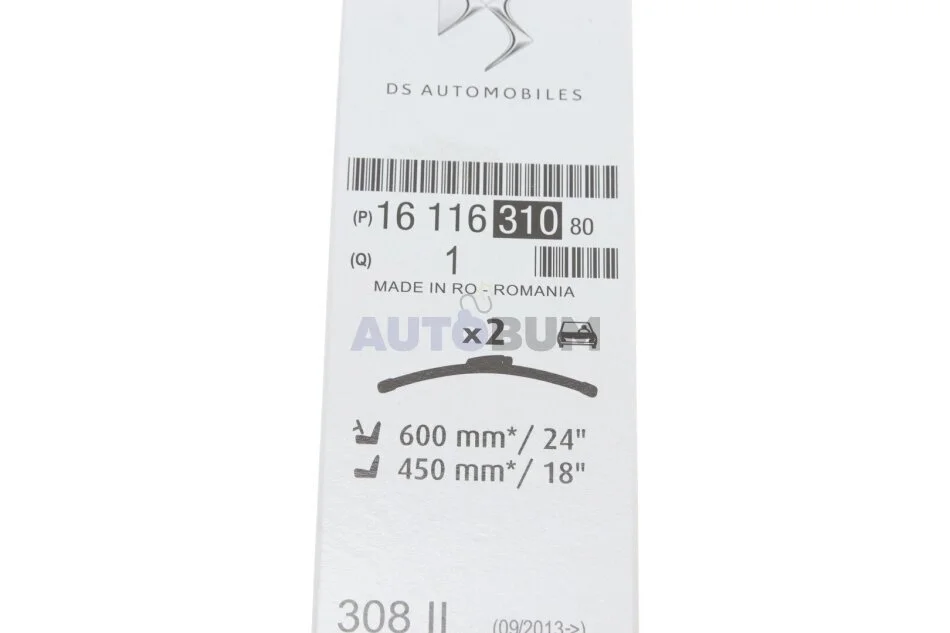 DS AUTOMOBILES
(P) 16 116 310 80
(Q) 1
MADE IN RO - ROMANIA
AUTOBUM
x2
600 mm*/ 24"
450 mm*/ 18"
308 II (09/2013->)